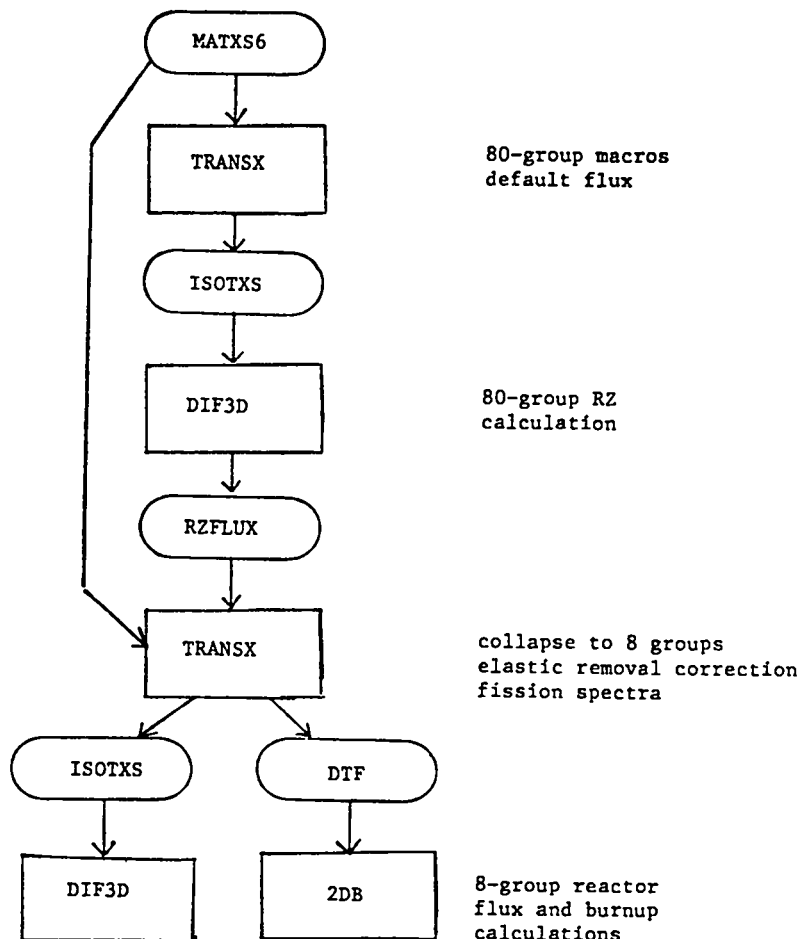 MATXS6
TRANSX
80-group macros
default flux
ISOTXS
DIF3D
80-group RZ
calculation
RZFLUX
TRANSX
collapse to 8 groups
elastic removal correction
fission spectra
ISOTXS
DTF
DIF3D
2DB
8-group reactor
flux and burnup
calculations